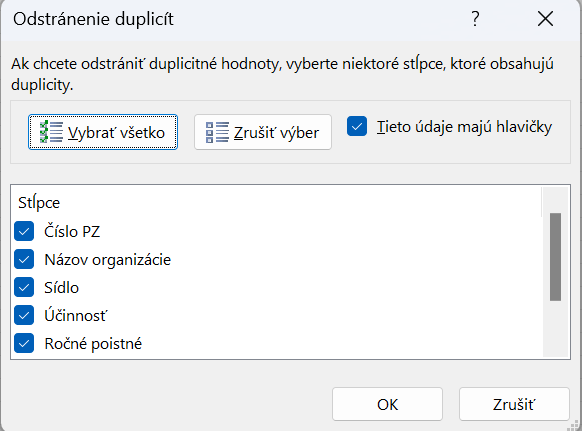 Odstránenie duplicít
Ak chcete odstrániť duplicitné hodnoty, vyberte niektoré stĺpce, ktoré obsahujú
duplicity.
Vybrať všetko
Zrušiť výber
Tieto údaje majú hlavičky
Stĺpce
Číslo PZ
Názov organizácie
Sídlo
Účinnosť
Ročné poistné
OK
Zrušiť